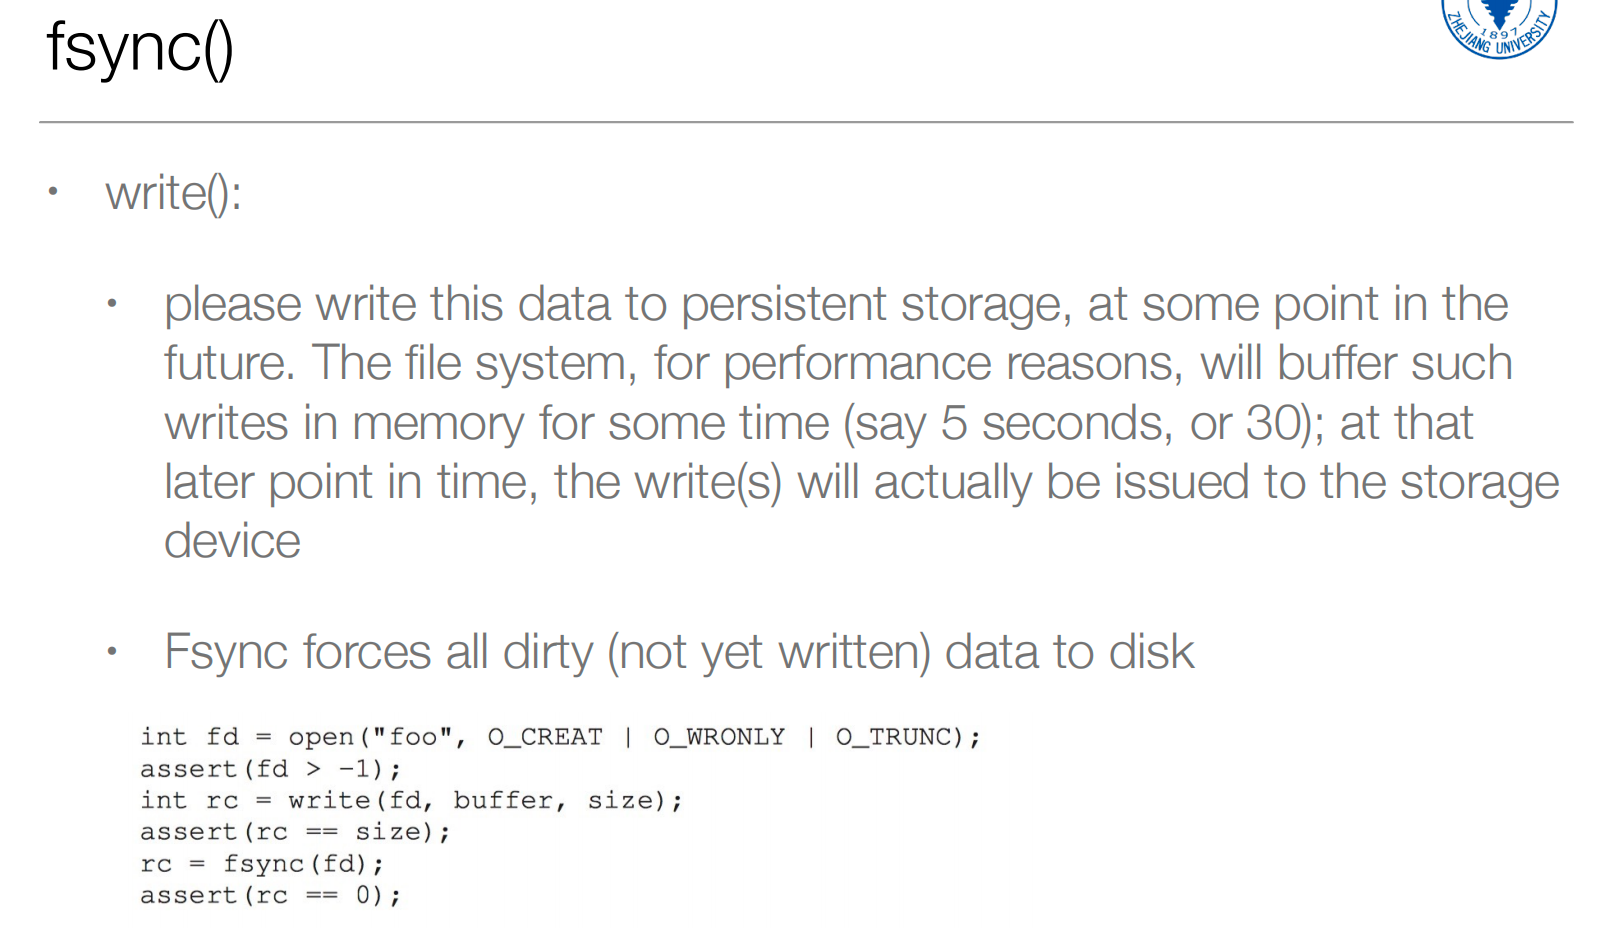 fsync()
ZHEJIANG UNIVERSITY
1897
• write():
• please write this data to persistent storage, at some point in the
future. The file system, for performance reasons, will buffer such
writes in memory for some time (say 5 seconds, or 30); at that
later point in time, the write(s) will actually be issued to the storage
device
• Fsync forces all dirty (not yet written) data to disk
int fd = open("foo", O_CREAT | O_WRONLY | O_TRUNC);
assert(fd > -1);
int rc = write(fd, buffer, size);
assert(rc == size);
rc = fsync(fd);
assert(rc == 0);